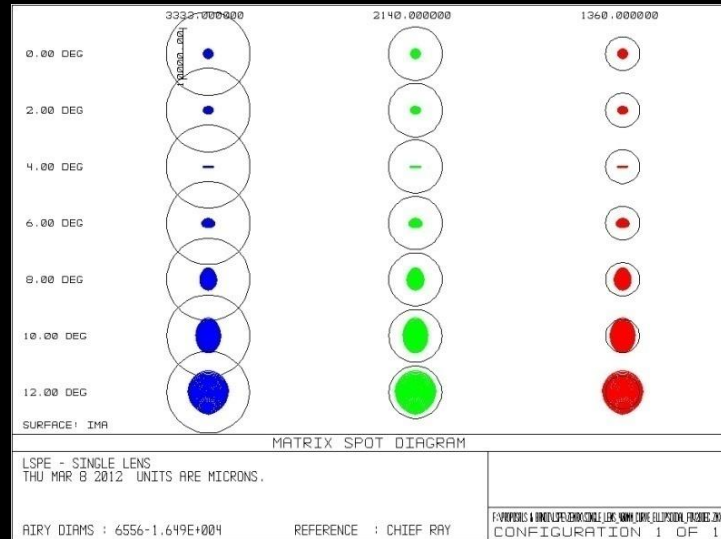 3333.000000 2140.000000 1360.000000
0.00 DEG
2.00 DEG
4.00 DEG
6.00 DEG
8.00 DEG
10.00 DEG
12.00 DEG
SURFACE: IMA
MATRIX SPOT DIAGRAM
LSPE - SINGLE LENS
THU MAR 8 2012 UNITS ARE MICRONS.
AIRY DIAMS : 6556-1.649E+004 REFERENCE : CHIEF RAY
CONFIGURATION 1 OF 1